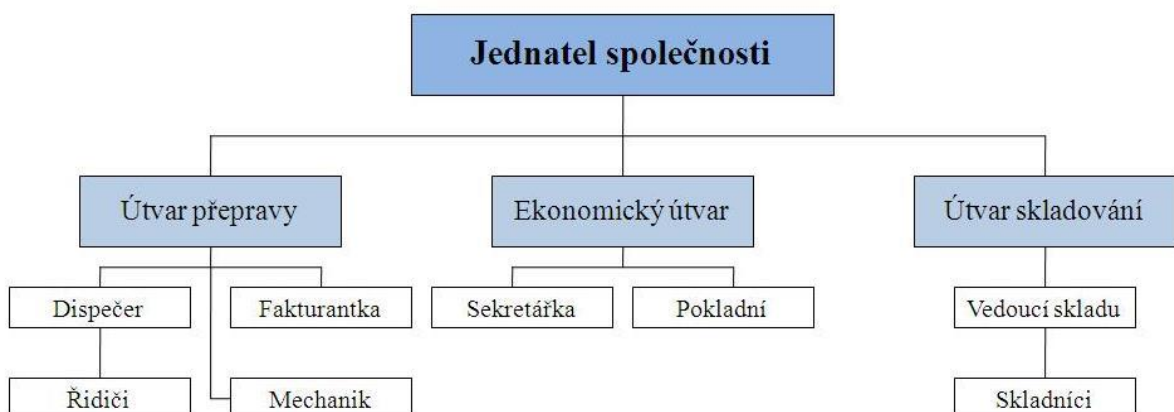 Jednatel společnosti
Útvar přepravy
Ekonomický útvar
Útvar skladování
Dispečer
Fakturantka
Sekretářka
Pokladní
Vedoucí skladu
Řidiči
Mechanik
Skladníci